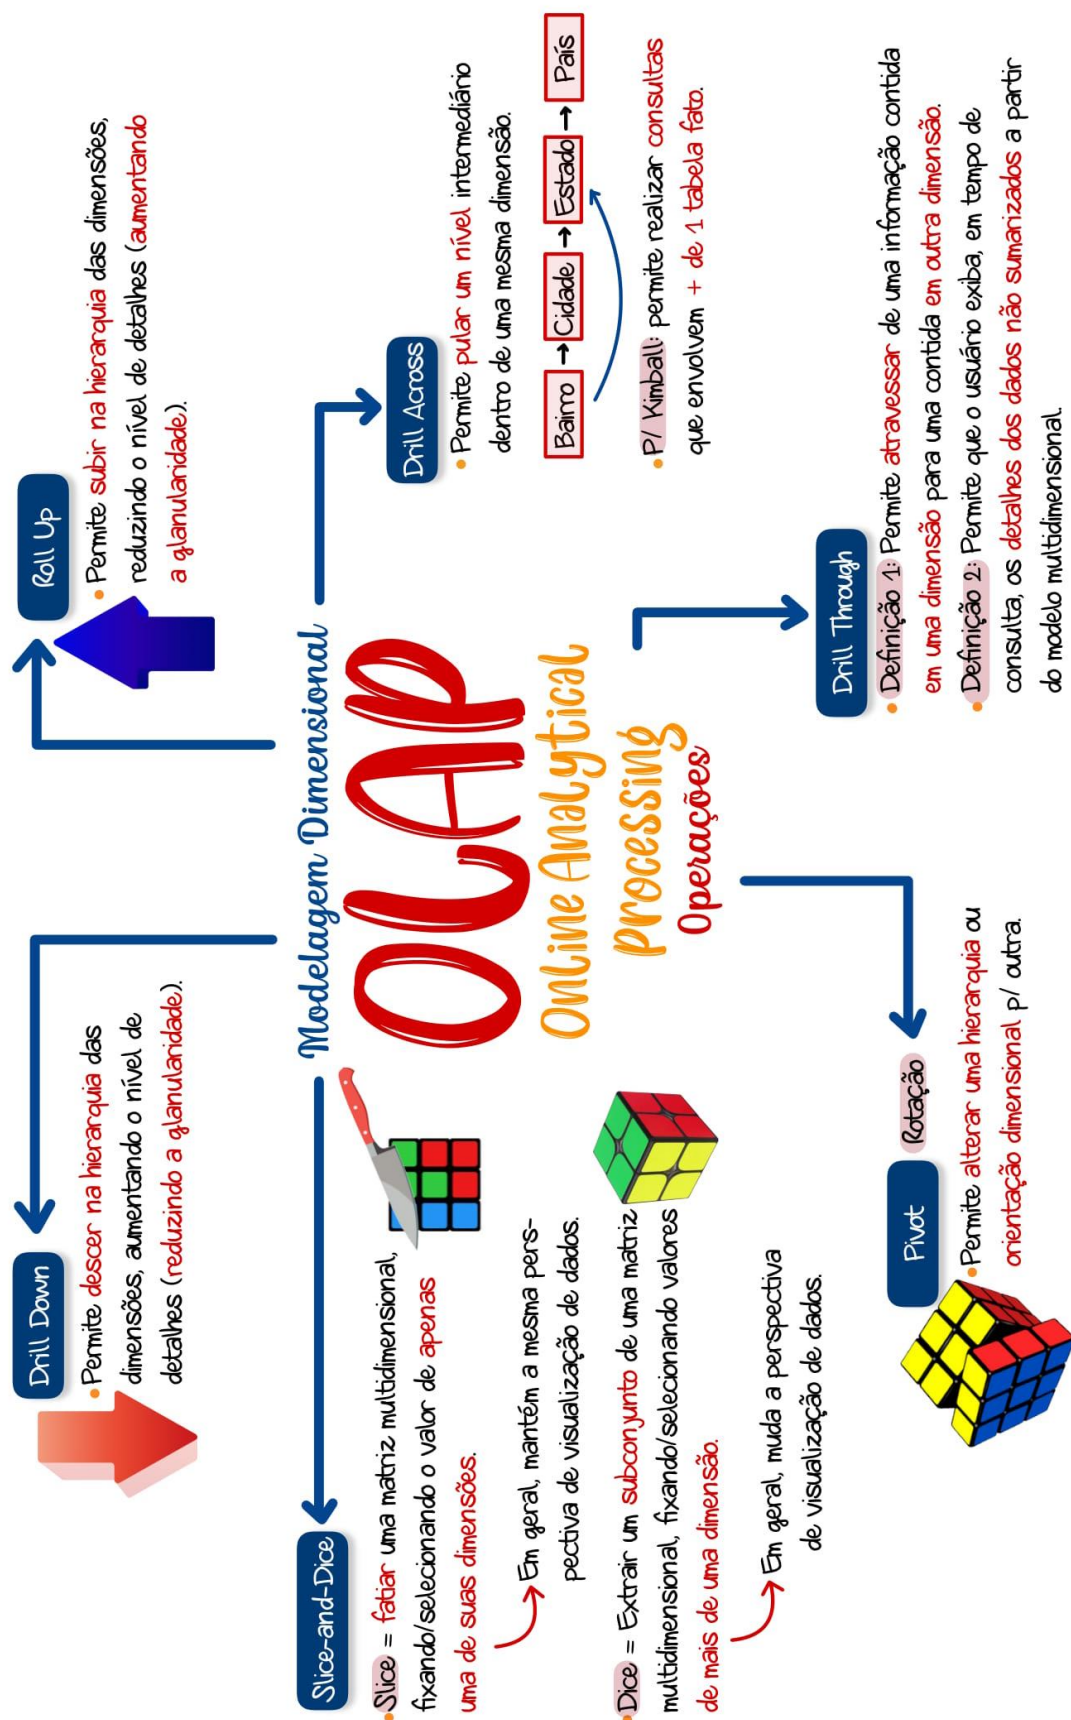 Modelagem Dimensional
OLAP
Online Analytical
Processing
Operações
Drill Down
• Permite descer na hierarquia das
dimensões, aumentando o nível de
detalhes (reduzindo a glanularidade).
Roll Up
• Permite subir na hierarquia das dimensões,
reduzindo o nível de detalhes (aumentando
a glanularidade).
Slice-and-Dice
• Slice = fatiar uma matriz multidimensional,
fixando/selecionando o valor de apenas
uma de suas dimensões.
Em geral, mantém a mesma pers-
pectiva de visualização de dados.
• Dice = Extrair um subconjunto de uma matriz
multidimensional, fixando/selecionando valores
de mais de uma dimensão.
Em geral, muda a perspectiva
de visualização de dados.
Drill Across
• Permite pular um nível intermediário
dentro de uma mesma dimensão.
Bairro → Cidade → Estado → País
• P/ Kimball: permite realizar consultas
que envolvem + de 1 tabela fato.
Pivot Rotação
• Permite alterar uma hierarquia ou
orientação dimensional p/ outra.
Drill Through
• Definição 1: Permite atravessar de uma informação contida
em uma dimensão para uma contida em outra dimensão.
• Definição 2: Permite que o usuário exiba, em tempo de
consulta, os detalhes dos dados não sumarizados a partir
do modelo multidimensional.